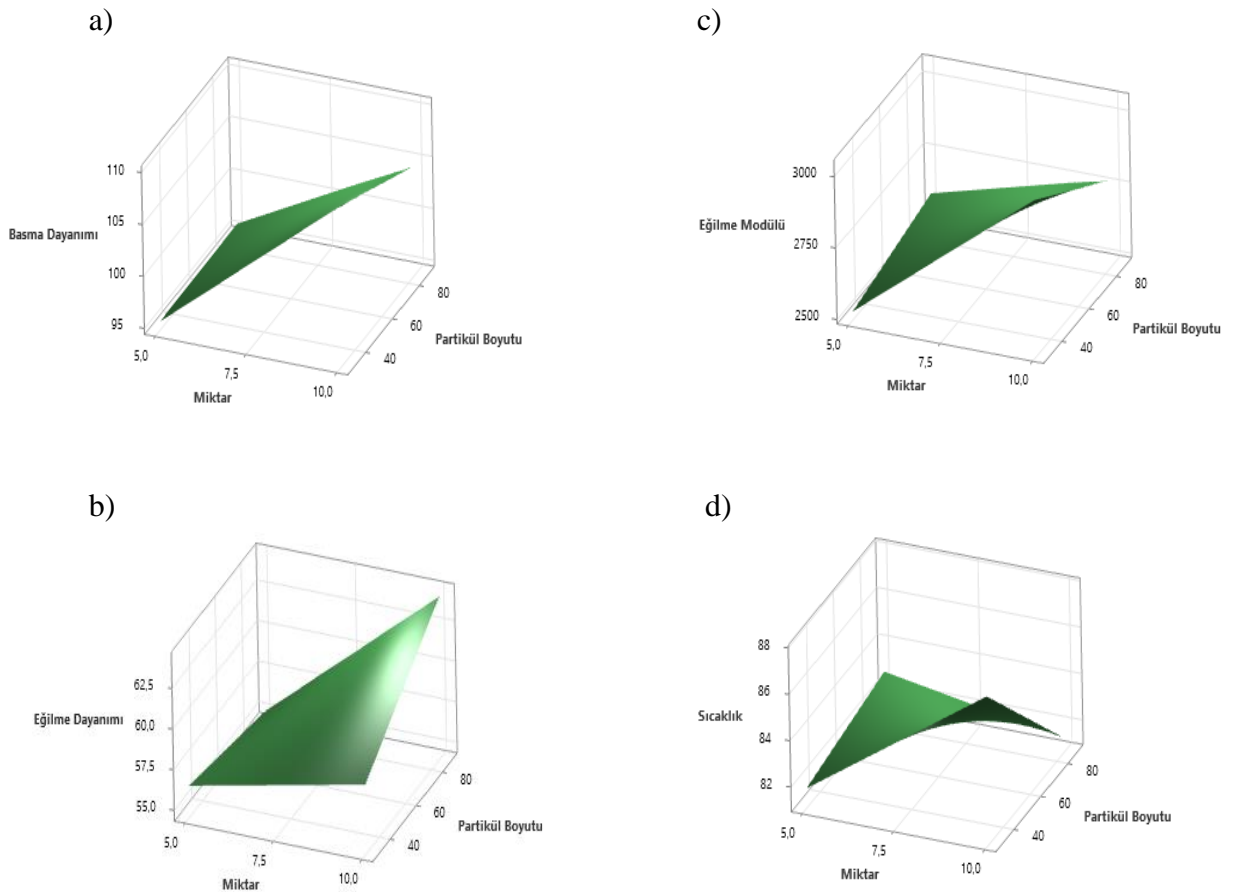 a)
110
105
Basma Dayanımı
100
95
5,0
7,5
10,0
Miktar
80
60
40
Partikül Boyutu
c)
3000
Eğilme Modülü
2750
2500
5,0
7,5
10,0
Miktar
80
60
40
Partikül Boyutu
b)
62,5
Eğilme Dayanımı
60,0
57,5
55,0
5,0
7,5
10,0
Miktar
80
60
40
Partikül Boyutu
d)
88
86
Sıcaklık
84
82
5,0
7,5
10,0
Miktar
80
60
40
Partikül Boyutu